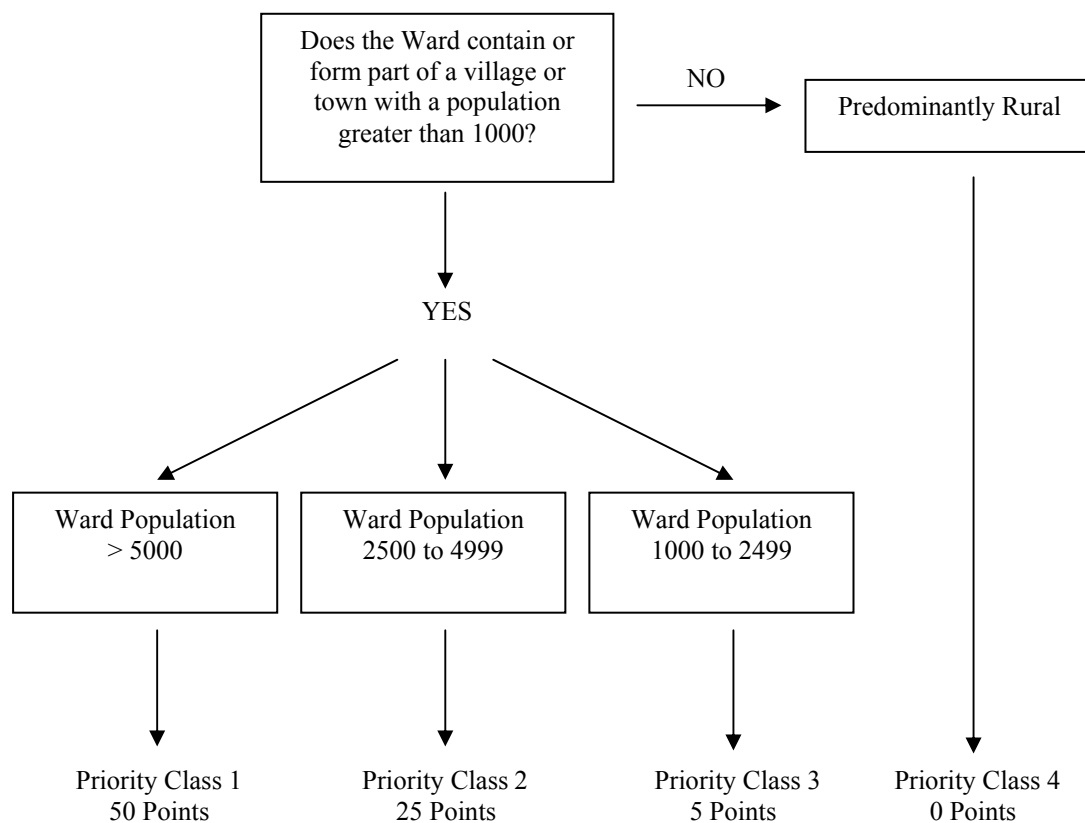 Does the Ward contain or
form part of a village or
town with a population
greater than 1000?
NO
Predominantly Rural
YES
Ward Population
> 5000
Ward Population
2500 to 4999
Ward Population
1000 to 2499
Priority Class 1
50 Points
Priority Class 2
25 Points
Priority Class 3
5 Points
Priority Class 4
0 Points